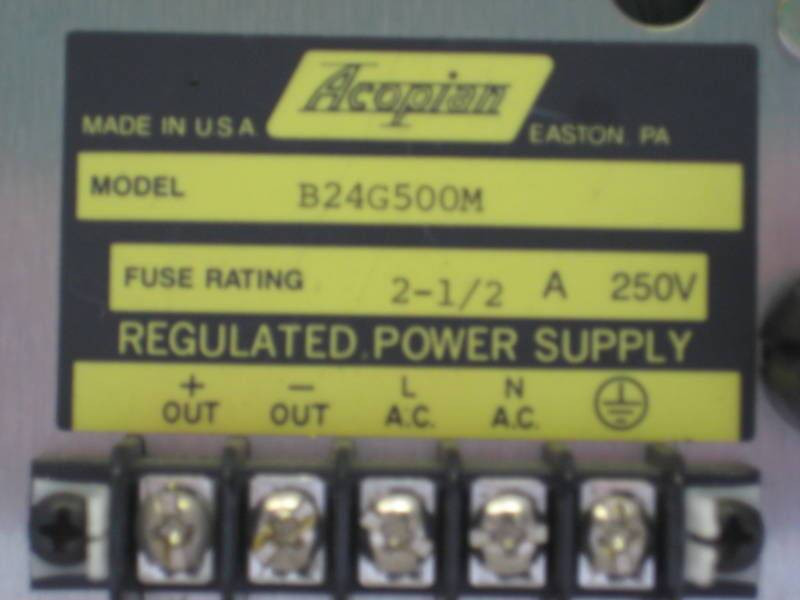 Acopian
MADE IN U.S.A. EASTON, PA
MODEL B24G500M
FUSE RATING 2-1/2 A 250V
REGULATED POWER SUPPLY
+ - L N
OUT OUT A.C. A.C.